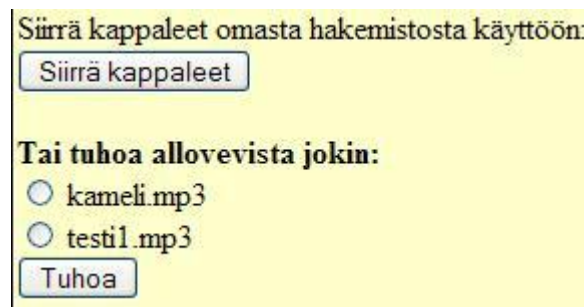 Siirrä kappaleet omasta hakemistosta käyttöön:
Siirrä kappaleet
Tai tuhoa allovevista jokin:
kameli.mp3
testi1.mp3
Tuhoa